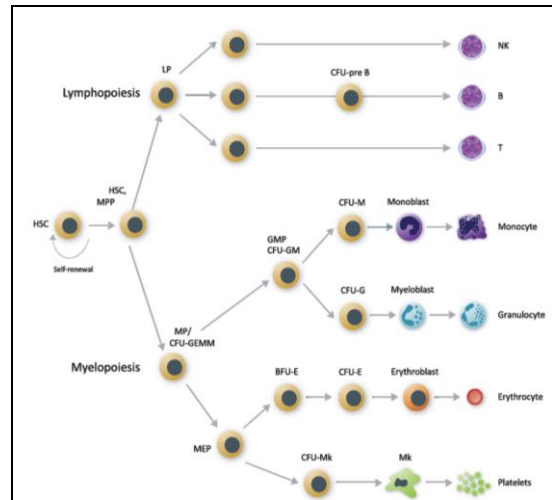 NK
LP
CFU-pre B
Lymphopoiesis
B
T
HSC,
MPP
HSC
CFU-M
Monoblast
Monocyte
Self-renewal
GMP
CFU-GM
CFU-G
Myeloblast
Granulocyte
MP/
CFU-GEMM
Myelopoiesis
BFU-E
CFU-E
Erythroblast
Erythrocyte
MEP
CFU-Mk
Mk
Platelets